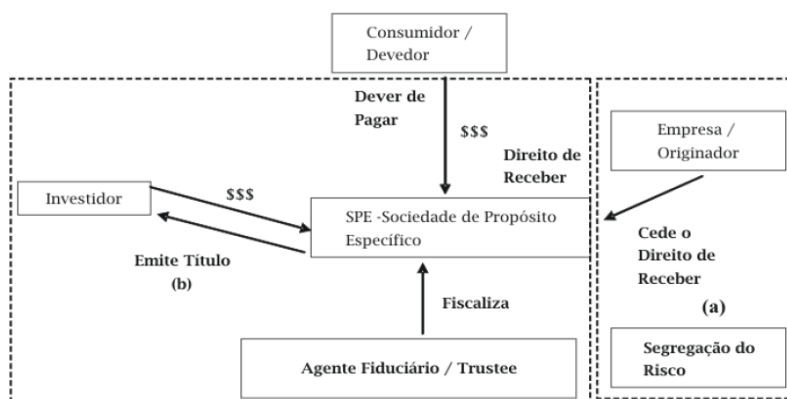 Consumidor /
Devedor
Dever de
Pagar
$$$
Direito de
Receber
Empresa /
Originador
Investidor
$$$
SPE -Sociedade de Propósito
Específico
Emite Título
(b)
Cede o
Direito de
Receber
(a)
Fiscaliza
Agente Fiduciário / Trustee
Segregação do
Risco